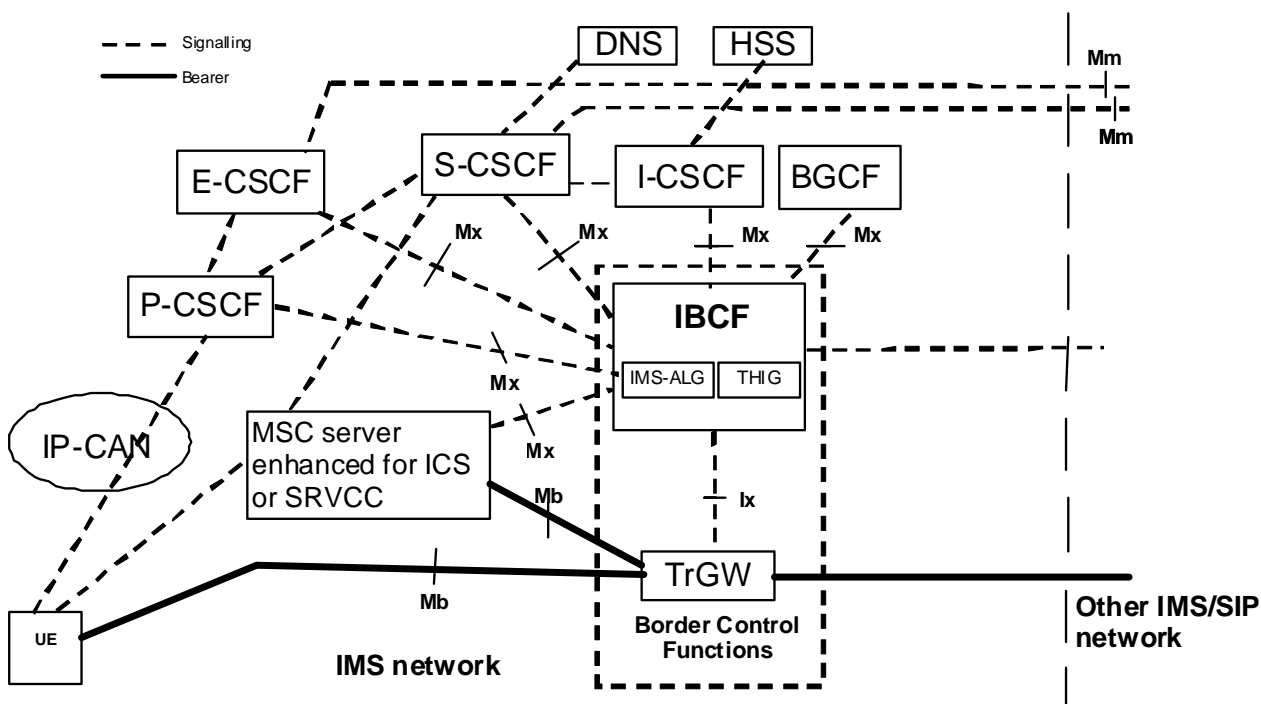 DNS
HSS
Signalling
Bearer
Mm
Mm
E-CSCF
S-CSCF
I-CSCF
BGCF
Mx
Mx
Mx
Mx
P-CSCF
IBCF
IMS-ALG
THIG
Mx
IP-CAN
MSC server
enhanced for ICS
or SRVCC
Mx
Mb
Ix
TrGW
Mb
UE
Border Control
Functions
IMS network
Other IMS/SIP
network